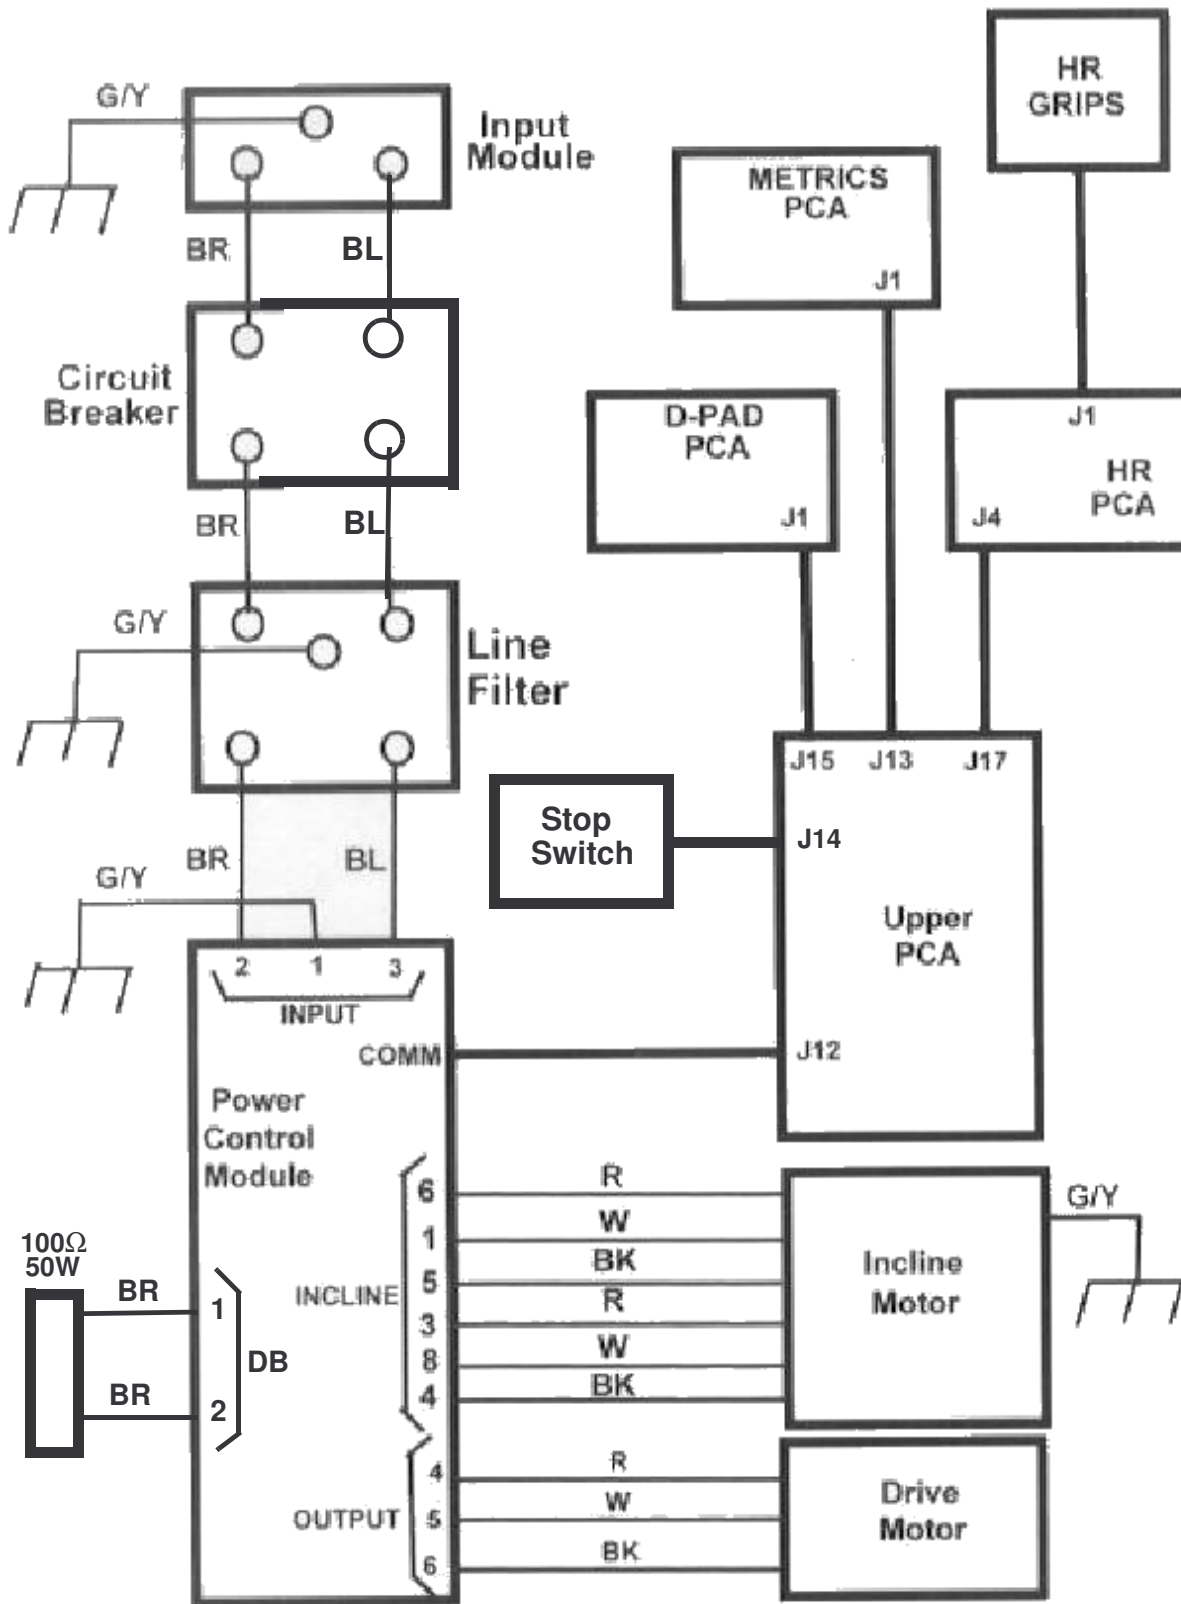 G/Y
Input
Module
BR
BL
Circuit
Breaker
BR
BL
G/Y
Line
Filter
BR
BL
G/Y
2 1 3
INPUT
COMM
Power
Control
Module
INCLINE
6
1
5
3
8
4
R
W
BK
R
W
BK
100Ω
50W
BR
BR
1
2
DB
OUTPUT
4
5
6
R
W
BK
HR
GRIPS
METRICS
PCA
J1
D-PAD
PCA
J1
J1
HR
PCA
J4
J15 J13 J17
Stop
Switch
J14
Upper
PCA
J12
Incline
Motor
G/Y
Drive
Motor